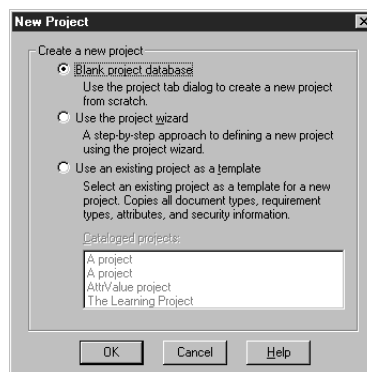 New Project
Create a new project
Blank project database
Use the project tab dialog to create a new project
from scratch.
Use the project wizard
A step-by-step approach to defining a new project
using the project wizard.
Use an existing project as a template
Select an existing project as a template for a new
project. Copies all document types, requirement
types, attributes, and security information.
Cataloged projects:
A project
A project
AttrValue project
The Learning Project
OK
Cancel
Help